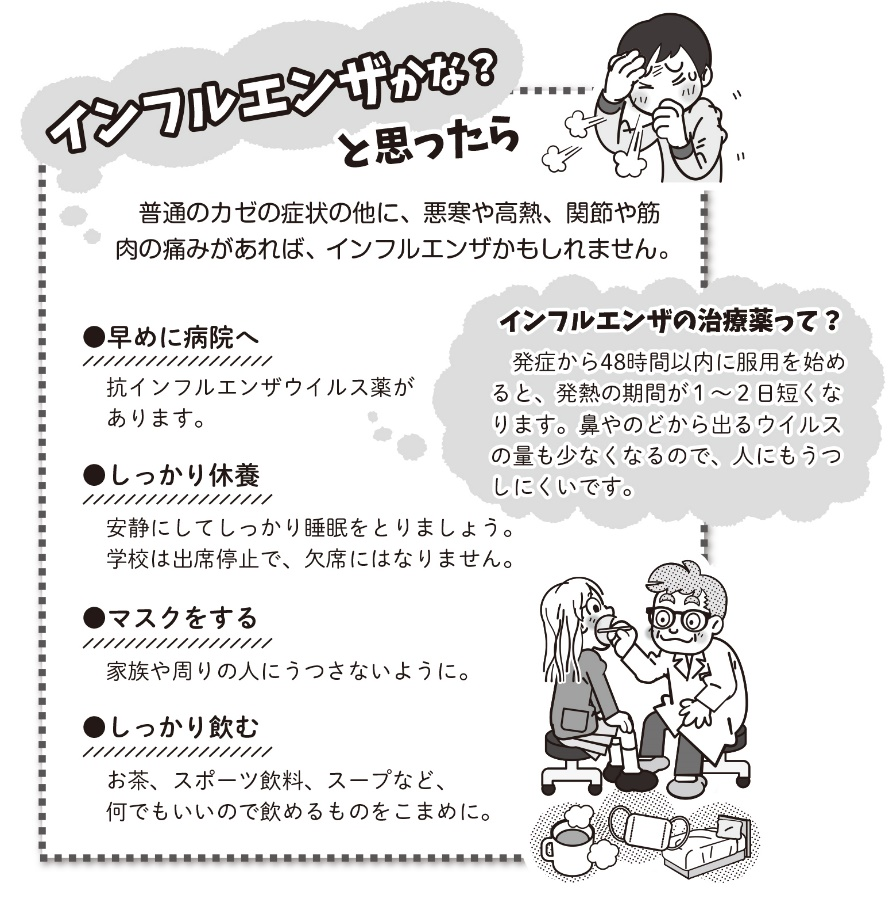 インフルエンザかな？
と思ったら
普通のカゼの症状の他に、悪寒や高熱、関節や筋
肉の痛みがあれば、インフルエンザかもしれません。
●早めに病院へ
抗インフルエンザウイルス薬が
あります。
インフルエンザの治療薬って？
発症から48時間以内に服用を始め
ると、発熱の期間が１～２日短くな
ります。鼻やのどから出るウイルス
の量も少なくなるので、人にもうつ
しにくいです。
●しっかり休養
安静にしてしっかり睡眠をとりましょう。
学校は出席停止で、欠席にはなりません。
●マスクをする
家族や周りの人にうつさないように。
●しっかり飲む
お茶、スポーツ飲料、スープなど、
何でもいいので飲めるものをこまめに。